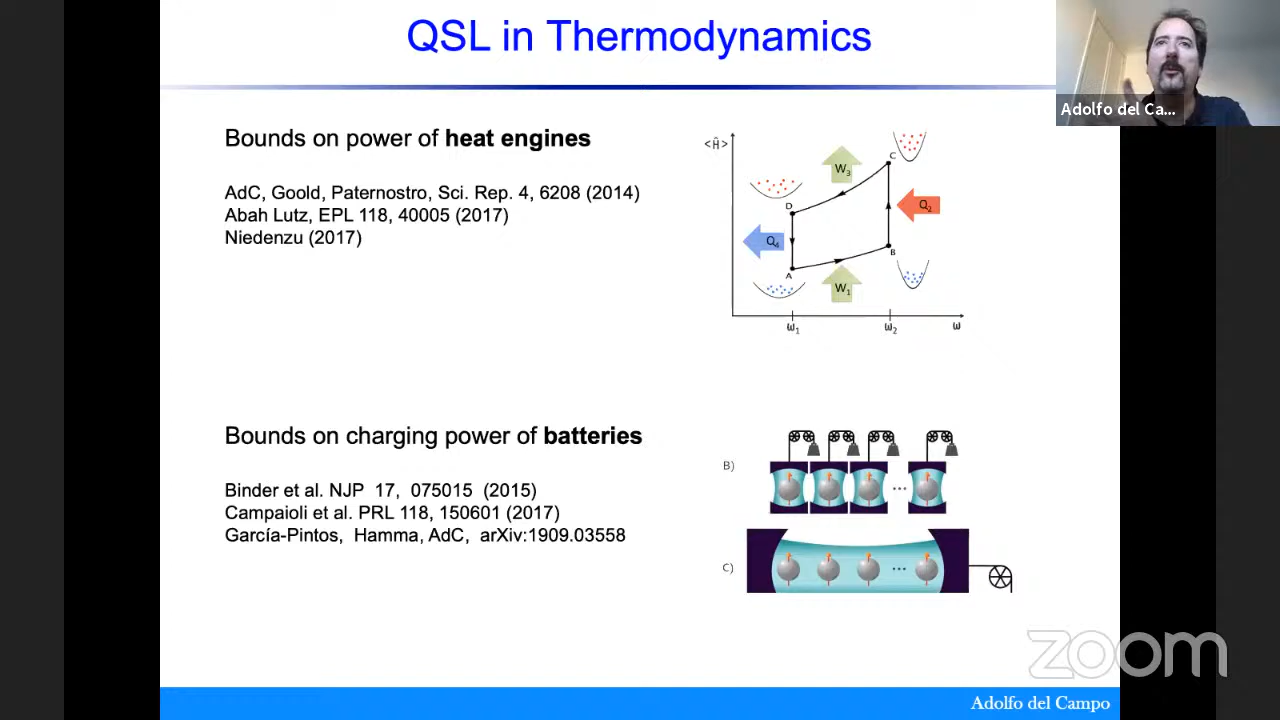 QSL in Thermodynamics
Adolfo del Ca...
Bounds on power of heat engines
AdC, Goold, Paternostro, Sci. Rep. 4, 6208 (2014)
Abah Lutz, EPL 118, 40005 (2017)
Niedenzu (2017)
<Ĥ>
C
W3
D
Q2
Q4
B
A
W1
ω1
ω2
ω
Bounds on charging power of batteries
Binder et al. NJP 17, 075015 (2015)
Campaioli et al. PRL 118, 150601 (2017)
García-Pintos, Hamma, AdC, arXiv:1909.03558
B)
...
C)
...
zoom
Adolfo del Campo